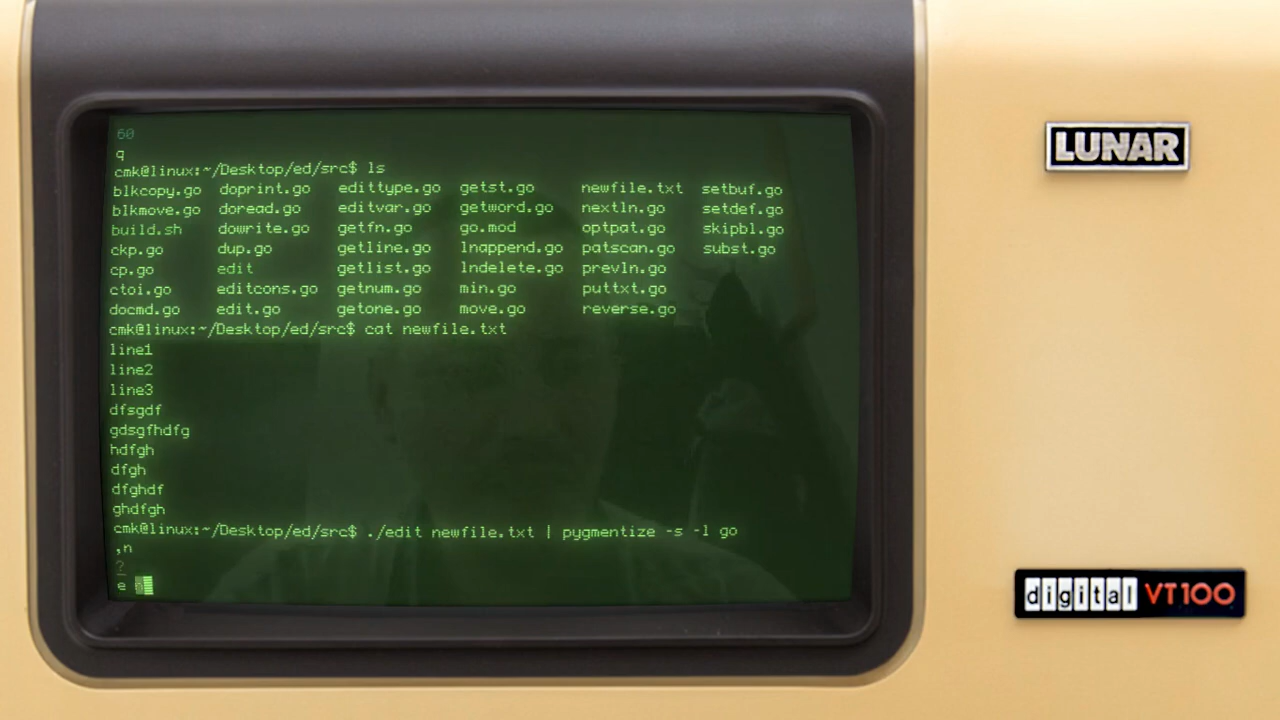 60
q
cmk@linux:~/Desktop/ed/src$ ls
blkcopy.go doprint.go edittype.go getst.go newfile.txt setbuf.go
blkmove.go doread.go editvar.go getword.go nextln.go setdef.go
build.sh dowrite.go getfn.go go.mod optpat.go skipbl.go
ckp.go dup.go getline.go lnappend.go patscan.go subst.go
cp.go edit getlist.go lndelete.go prevln.go
ctoi.go editcons.go getnum.go min.go puttxt.go
docmd.go edit.go getone.go move.go reverse.go
cmk@linux:~/Desktop/ed/src$ cat newfile.txt
line1
line2
line3
dfsgdf
gdsgfhdfg
hdfgh
dfgh
dfghdf
ghdfgh
cmk@linux:~/Desktop/ed/src$ ./edit newfile.txt | pygmentize -s -l go
,n
?
e
LUNAR
digital VT100